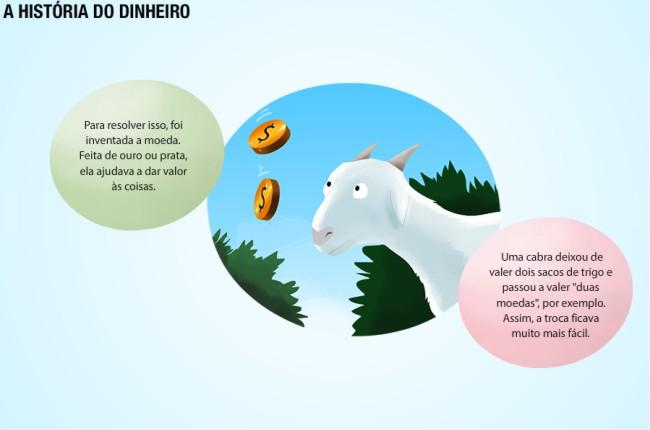 A HISTÓRIA DO DINHEIRO
Para resolver isso, foi
inventada a moeda.
Feita de ouro ou prata,
ela ajudava a dar valor
às coisas.
Uma cabra deixou de
valer dois sacos de trigo e
passou a valer "duas
moedas", por exemplo.
Assim, a troca ficava
muito mais fácil.